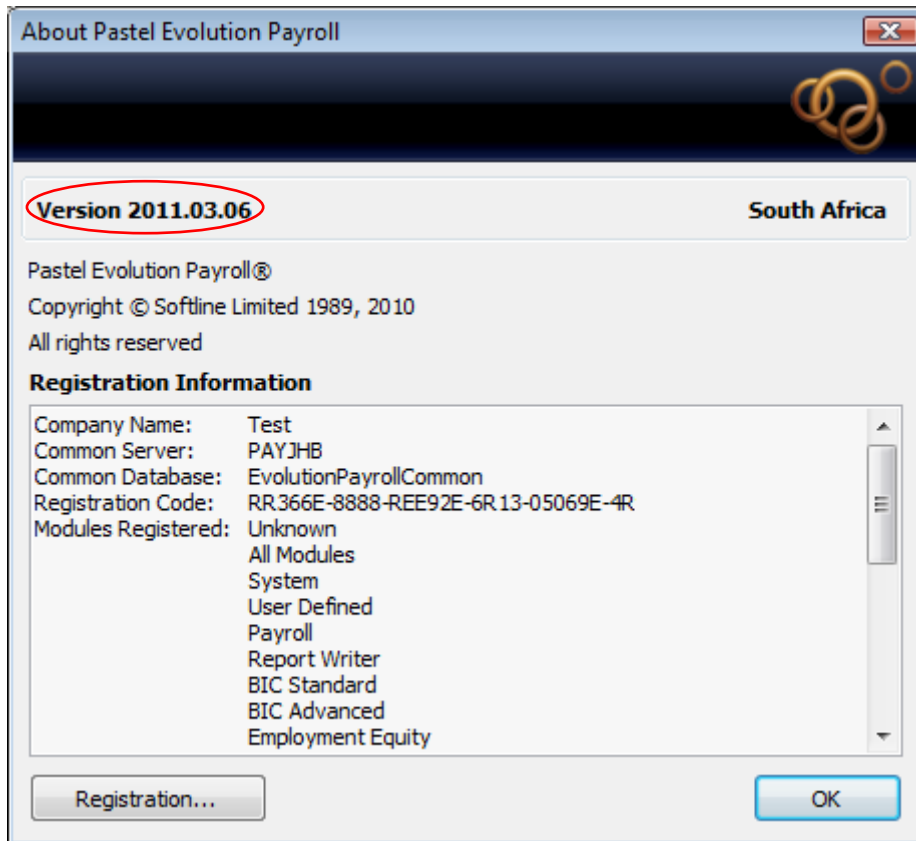 About Pastel Evolution Payroll
Version 2011.03.06 South Africa
Pastel Evolution Payroll®
Copyright © Softline Limited 1989, 2010
All rights reserved
Registration Information
Company Name: Test
Common Server: PAYJHB
Common Database: EvolutionPayrollCommon
Registration Code: RR366E-8888-REE92E-6R13-05069E-4R
Modules Registered: Unknown
All Modules
System
User Defined
Payroll
Report Writer
BIC Standard
BIC Advanced
Employment Equity
Registration... OK